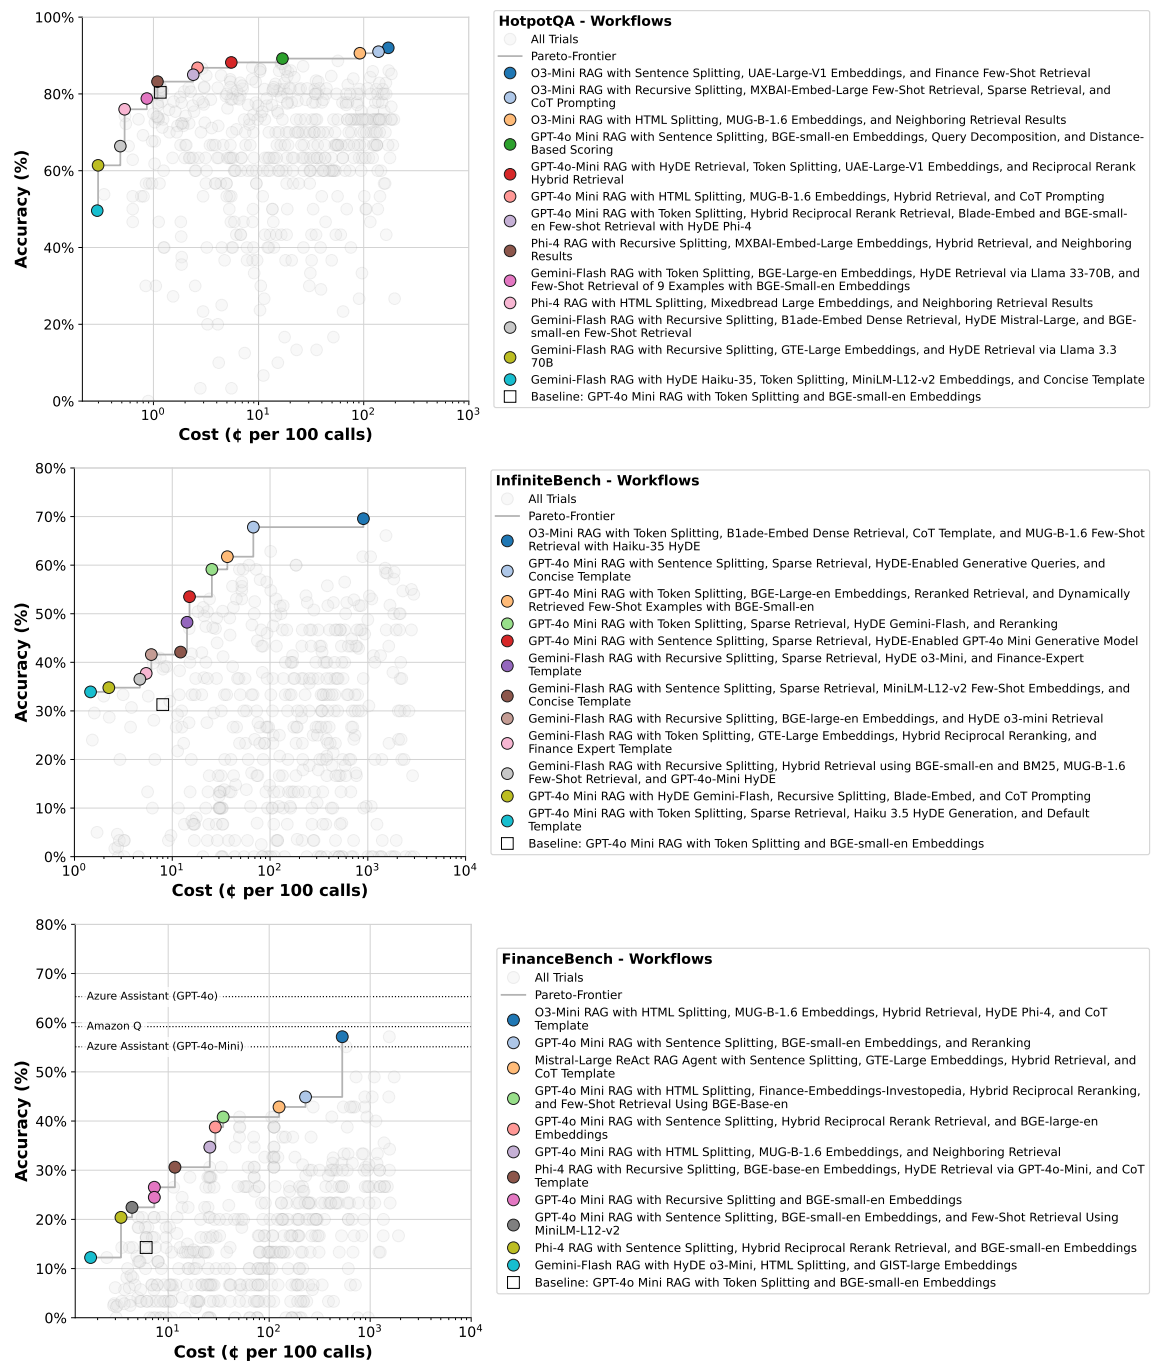 100%
80%
60%
40%
20%
0%
Accuracy (%)
10⁰
10¹
10²
10³
Cost (¢ per 100 calls)
HotpotQA - Workflows
All Trials
Pareto-Frontier
O3-Mini RAG with Sentence Splitting, UAE-Large-V1 Embeddings, and Finance Few-Shot Retrieval
O3-Mini RAG with Recursive Splitting, MXBAI-Embed-Large Few-Shot Retrieval, Sparse Retrieval, and
CoT Prompting
O3-Mini RAG with HTML Splitting, MUG-B-1.6 Embeddings, and Neighboring Retrieval Results
GPT-4o Mini RAG with Sentence Splitting, BGE-small-en Embeddings, Query Decomposition, and Distance-
Based Scoring
GPT-4o-Mini RAG with HyDE Retrieval, Token Splitting, UAE-Large-V1 Embeddings, and Reciprocal Rerank
Hybrid Retrieval
GPT-4o Mini RAG with HTML Splitting, MUG-B-1.6 Embeddings, Hybrid Retrieval, and CoT Prompting
GPT-4o Mini RAG with Token Splitting, Hybrid Reciprocal Rerank Retrieval, Blade-Embed and BGE-small-
en Few-shot Retrieval with HyDE Phi-4
Phi-4 RAG with Recursive Splitting, MXBAI-Embed-Large Embeddings, Hybrid Retrieval, and Neighboring
Results
Gemini-Flash RAG with Token Splitting, BGE-Large-en Embeddings, HyDE Retrieval via Llama 33-70B, and
Few-Shot Retrieval of 9 Examples with BGE-Small-en Embeddings
Phi-4 RAG with HTML Splitting, Mixedbread Large Embeddings, and Neighboring Retrieval Results
Gemini-Flash RAG with Recursive Splitting, B1ade-Embed Dense Retrieval, HyDE Mistral-Large, and BGE-
small-en Few-Shot Retrieval
Gemini-Flash RAG with Recursive Splitting, GTE-Large Embeddings, and HyDE Retrieval via Llama 3.3
70B
Gemini-Flash RAG with HyDE Haiku-35, Token Splitting, MiniLM-L12-v2 Embeddings, and Concise Template
Baseline: GPT-4o Mini RAG with Token Splitting and BGE-small-en Embeddings
80%
70%
60%
50%
40%
30%
20%
10%
0%
Accuracy (%)
10⁰
10¹
10²
10³
10⁴
Cost (¢ per 100 calls)
InfiniteBench - Workflows
All Trials
Pareto-Frontier
O3-Mini RAG with Token Splitting, B1ade-Embed Dense Retrieval, CoT Template, and MUG-B-1.6 Few-Shot
Retrieval with Haiku-35 HyDE
GPT-4o Mini RAG with Sentence Splitting, Sparse Retrieval, HyDE-Enabled Generative Queries, and
Concise Template
GPT-4o Mini RAG with Token Splitting, BGE-Large-en Embeddings, Reranked Retrieval, and Dynamically
Retrieved Few-Shot Examples with BGE-Small-en
GPT-4o Mini RAG with Token Splitting, Sparse Retrieval, HyDE Gemini-Flash, and Reranking
GPT-4o Mini RAG with Sentence Splitting, Sparse Retrieval, HyDE-Enabled GPT-4o Mini Generative Model
Gemini-Flash RAG with Recursive Splitting, Sparse Retrieval, HyDE o3-Mini, and Finance-Expert
Template
Gemini-Flash RAG with Sentence Splitting, Sparse Retrieval, MiniLM-L12-v2 Few-Shot Embeddings, and
Concise Template
Gemini-Flash RAG with Recursive Splitting, BGE-large-en Embeddings, and HyDE o3-mini Retrieval
Gemini-Flash RAG with Token Splitting, GTE-Large Embeddings, Hybrid Reciprocal Reranking, and
Finance Expert Template
Gemini-Flash RAG with Recursive Splitting, Hybrid Retrieval using BGE-small-en and BM25, MUG-B-1.6
Few-Shot Retrieval, and GPT-4o-Mini HyDE
GPT-4o Mini RAG with HyDE Gemini-Flash, Recursive Splitting, Blade-Embed, and CoT Prompting
GPT-4o Mini RAG with Token Splitting, Sparse Retrieval, Haiku 3.5 HyDE Generation, and Default
Template
Baseline: GPT-4o Mini RAG with Token Splitting and BGE-small-en Embeddings
80%
70%
60%
50%
40%
30%
20%
10%
0%
Accuracy (%)
Azure Assistant (GPT-4o)
Amazon Q
Azure Assistant (GPT-4o-Mini)
10¹
10²
10³
10⁴
Cost (¢ per 100 calls)
FinanceBench - Workflows
All Trials
Pareto-Frontier
O3-Mini RAG with HTML Splitting, MUG-B-1.6 Embeddings, Hybrid Retrieval, HyDE Phi-4, and CoT
Template
GPT-4o Mini RAG with Sentence Splitting, BGE-small-en Embeddings, and Reranking
Mistral-Large ReAct RAG Agent with Sentence Splitting, GTE-Large Embeddings, Hybrid Retrieval, and
CoT Template
GPT-4o Mini RAG with HTML Splitting, Finance-Embeddings-Investopedia, Hybrid Reciprocal Reranking,
and Few-Shot Retrieval Using BGE-Base-en
GPT-4o Mini RAG with Sentence Splitting, Hybrid Reciprocal Rerank Retrieval, and BGE-large-en
Embeddings
GPT-4o Mini RAG with HTML Splitting, MUG-B-1.6 Embeddings, and Neighboring Retrieval
Phi-4 RAG with Recursive Splitting, BGE-base-en Embeddings, HyDE Retrieval via GPT-4o-Mini, and CoT
Template
GPT-4o Mini RAG with Recursive Splitting and BGE-small-en Embeddings
GPT-4o Mini RAG with Sentence Splitting, BGE-small-en Embeddings, and Few-Shot Retrieval Using
MiniLM-L12-v2
Phi-4 RAG with Sentence Splitting, Hybrid Reciprocal Rerank Retrieval, and BGE-small-en Embeddings
Gemini-Flash RAG with HyDE o3-Mini, HTML Splitting, and GIST-large Embeddings
Baseline: GPT-4o Mini RAG with Token Splitting and BGE-small-en Embeddings